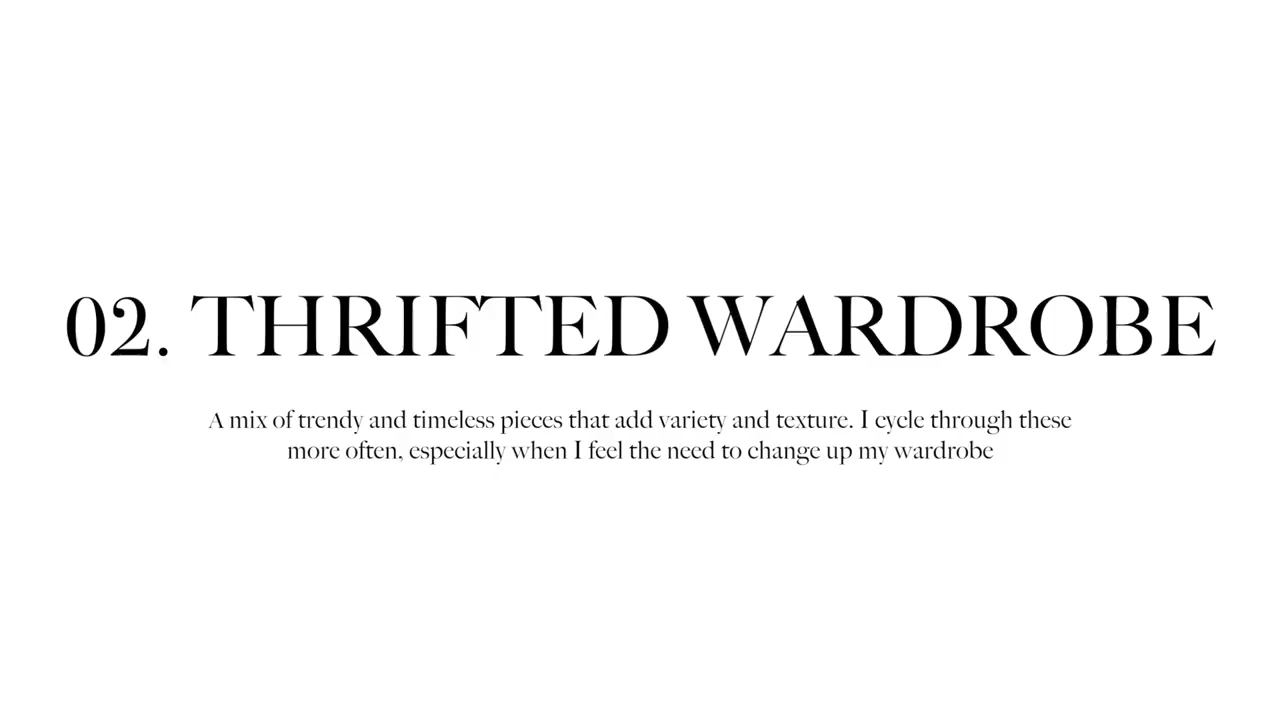 02. THRIFTED WARDROBE
A mix of trendy and timeless pieces that add variety and texture. I cycle through these
more often, especially when I feel the need to change up my wardrobe